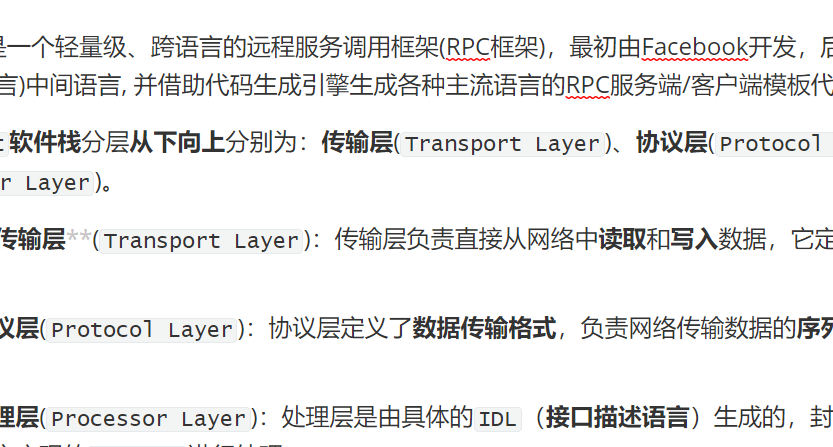 是一个轻量级、跨语言的远程服务调用框架(RPC框架)，最初由Facebook开发，后
言)中间语言, 并借助代码生成引擎生成各种主流语言的RPC服务端/客户端模板代
软件栈分层从下向上分别为：传输层(Transport Layer)、协议层(Protocol
r Layer)。
传输层**(Transport Layer)：传输层负责直接从网络中读取和写入数据，它定
议层(Protocol Layer)：协议层定义了数据传输格式，负责网络传输数据的序列
理层(Processor Layer)：处理层是由具体的IDL（接口描述语言）生成的，封